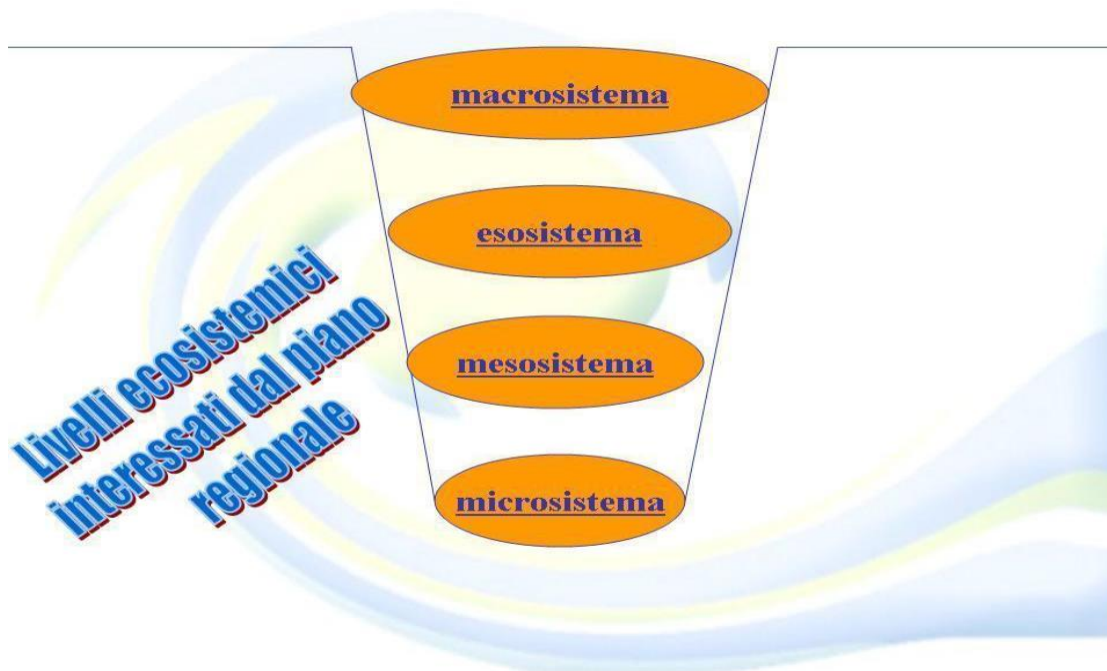 macrosistema
esosistema
mesosistema
microsistema
Livelli ecosistemici
interessati dal piano
regionale